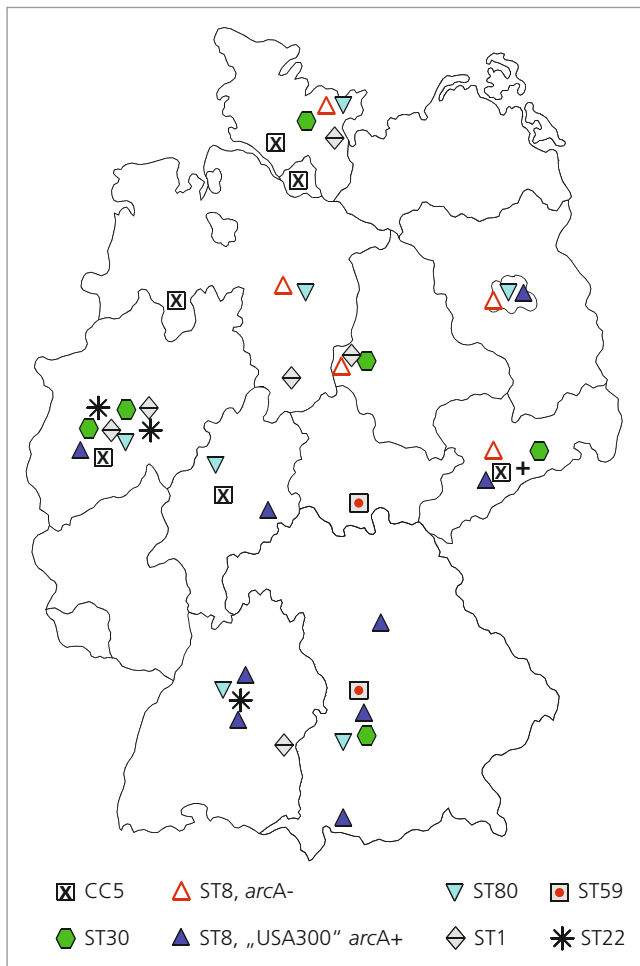 CC5 ST8, arcA- ST80 ST59
ST30 ST8, „USA300“ arcA+ ST1 ST22